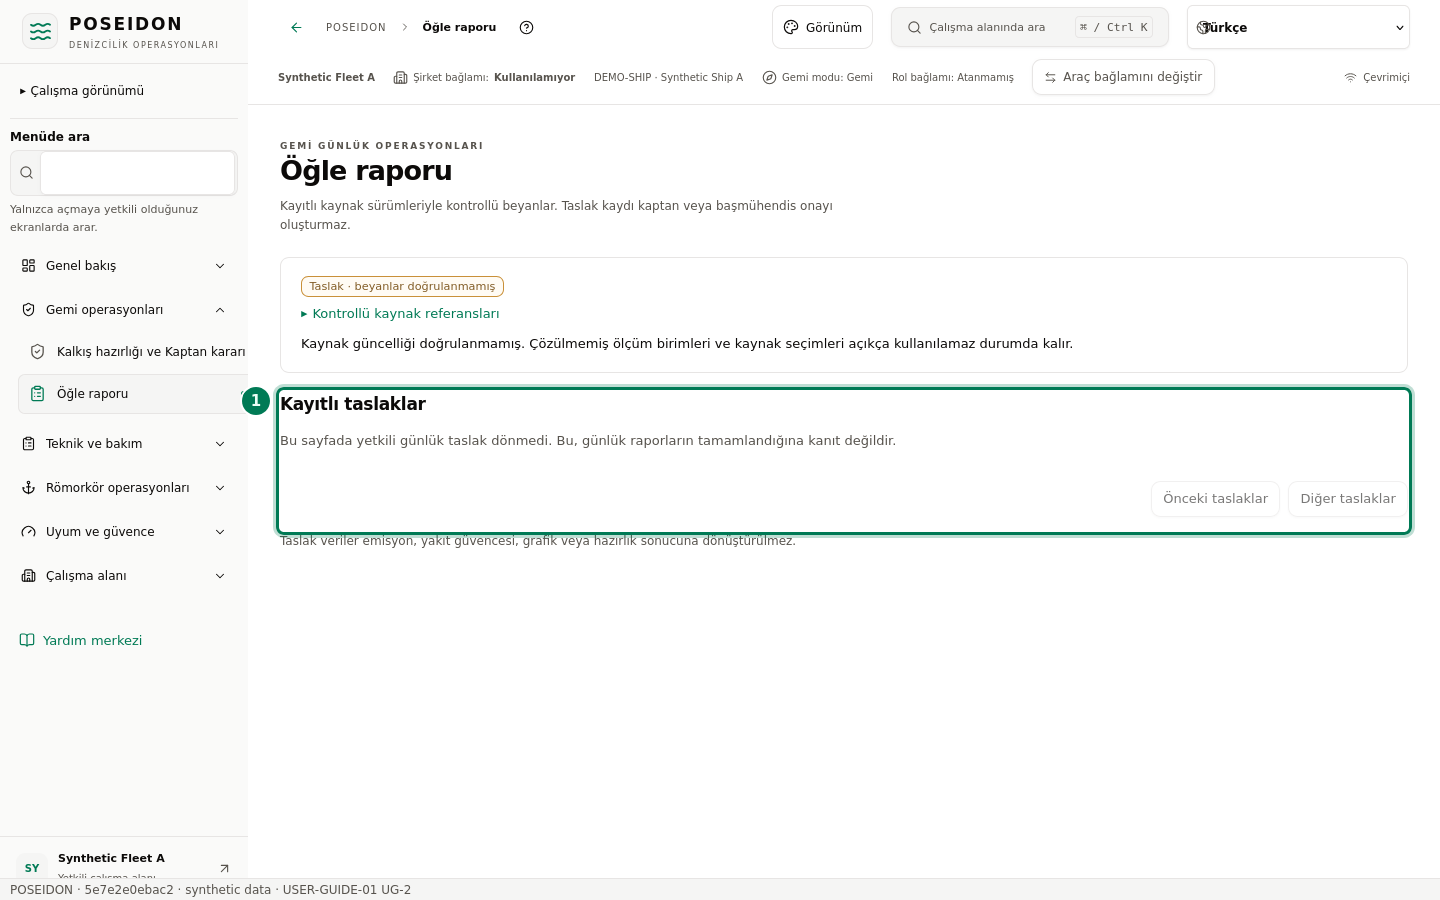 POSEIDON
DENİZCİLİK OPERASYONLARI
▸ Çalışma görünümü
Menüde ara
Yalnızca açmaya yetkili olduğunuz
ekranlarda arar.
Genel bakış
Gemi operasyonları
Kalkış hazırlığı ve Kaptan kararı
Öğle raporu
Teknik ve bakım
Römorkör operasyonları
Uyum ve güvence
Çalışma alanı
Yardım merkezi
SY
Synthetic Fleet A
Yetkili çalışma alanı
POSEIDON
Öğle raporu
Görünüm
Çalışma alanında ara
⌘ / Ctrl K
Türkçe
Synthetic Fleet A
Şirket bağlamı: Kullanılamıyor
DEMO-SHIP · Synthetic Ship A
Gemi modu: Gemi
Rol bağlamı: Atanmamış
Araç bağlamını değiştir
Çevrimiçi
GEMİ GÜNLÜK OPERASYONLARI
Öğle raporu
Kayıtlı kaynak sürümleriyle kontrollü beyanlar. Taslak kaydı kaptan veya başmühendis onayı
oluşturmaz.
Taslak · beyanlar doğrulanmamış
▸ Kontrollü kaynak referansları
Kaynak güncelliği doğrulanmamış. Çözülmemiş ölçüm birimleri ve kaynak seçimleri açıkça kullanılamaz durumda kalır.
1
Kayıtlı taslaklar
Bu sayfada yetkili günlük taslak dönmedi. Bu, günlük raporların tamamlandığına kanıt değildir.
Önceki taslaklar
Diğer taslaklar
Taslak veriler emisyon, yakıt güvencesi, grafik veya hazırlık sonucuna dönüştürülmez.
POSEIDON · 5e7e2e0ebac2 · synthetic data · USER-GUIDE-01 UG-2